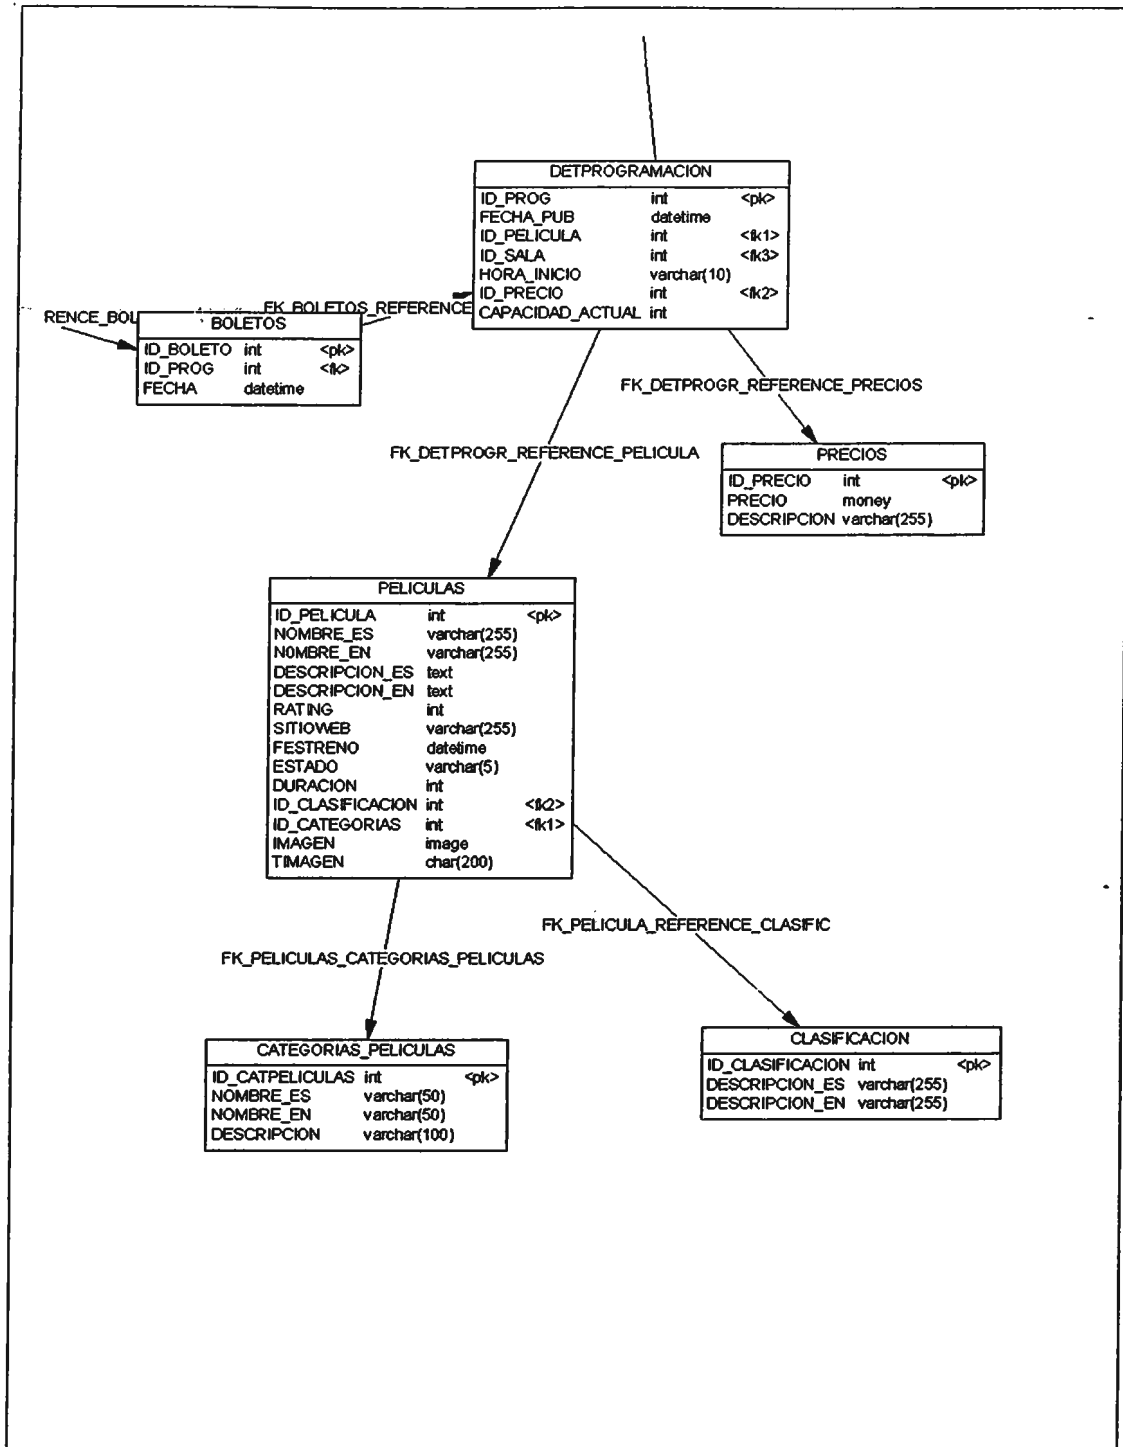 DETPROGRAMACION
ID_PROG int <pk>
FECHA_PUB datetime
ID_PELICULA int <fk1>
ID_SALA int <fk3>
HORA_INICIO varchar(10)
ID_PRECIO int <fk2>
CAPACIDAD_ACTUAL int
RENCE_BOL
FK_BOLETOS_REFERENCE
BOLETOS
ID_BOLETO int <pk>
ID_PROG int <fk>
FECHA datetime
FK_DETPROGR_REFERENCE_PRECIOS
FK_DETPROGR_REFERENCE_PELICULA
PRECIOS
ID_PRECIO int <pk>
PRECIO money
DESCRIPCION varchar(255)
PELICULAS
ID_PELICULA int <pk>
NOMBRE_ES varchar(255)
NOMBRE_EN varchar(255)
DESCRIPCION_ES text
DESCRIPCION_EN text
RATING int
SITIOWEB varchar(255)
FESTRENO datetime
ESTADO varchar(5)
DURACION int
ID_CLASIFICACION int <fk2>
ID_CATEGORIAS int <fk1>
IMAGEN image
TIMAGEN char(200)
FK_PELICULA_REFERENCE_CLASIFIC
FK_PELICULAS_CATEGORIAS_PELICULAS
CATEGORIAS_PELICULAS
ID_CATPELICULAS int <pk>
NOMBRE_ES varchar(50)
NOMBRE_EN varchar(50)
DESCRIPCION varchar(100)
CLASIFICACION
ID_CLASIFICACION int <pk>
DESCRIPCION_ES varchar(255)
DESCRIPCION_EN varchar(255)